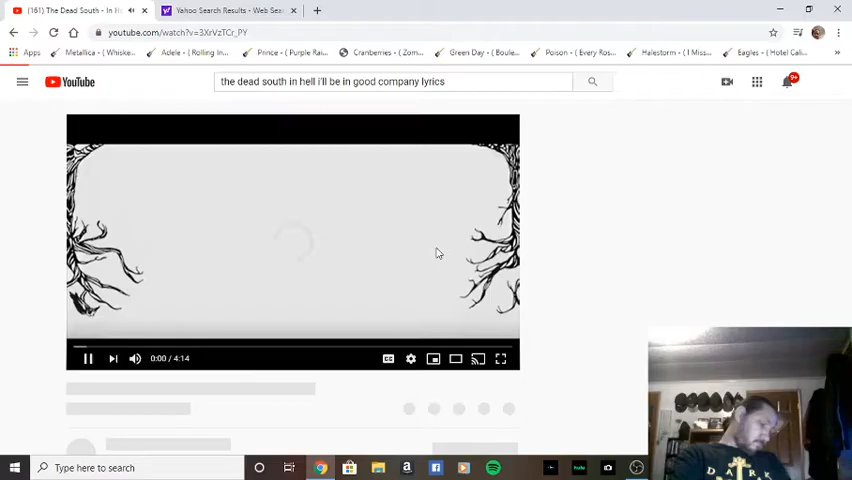 (161) The Dead South - In H
Yahoo Search Results - Web Sea
youtube.com/watch?v=3XrVzTCr_PY
Apps
Metallica (Whiske...
Adele - (Rolling In...
Prince - (Purple Rai...
Cranberries - (Zom...
Green Day - (Boule...
Poison - (Every Ros...
Halestorm - (I Miss...
Eagles - (Hotel Cali...
»
YouTube
the dead south in hell i'll be in good company lyrics
9+
0:00 / 4:14
CC
Type here to search
a
f
hulu
DARK